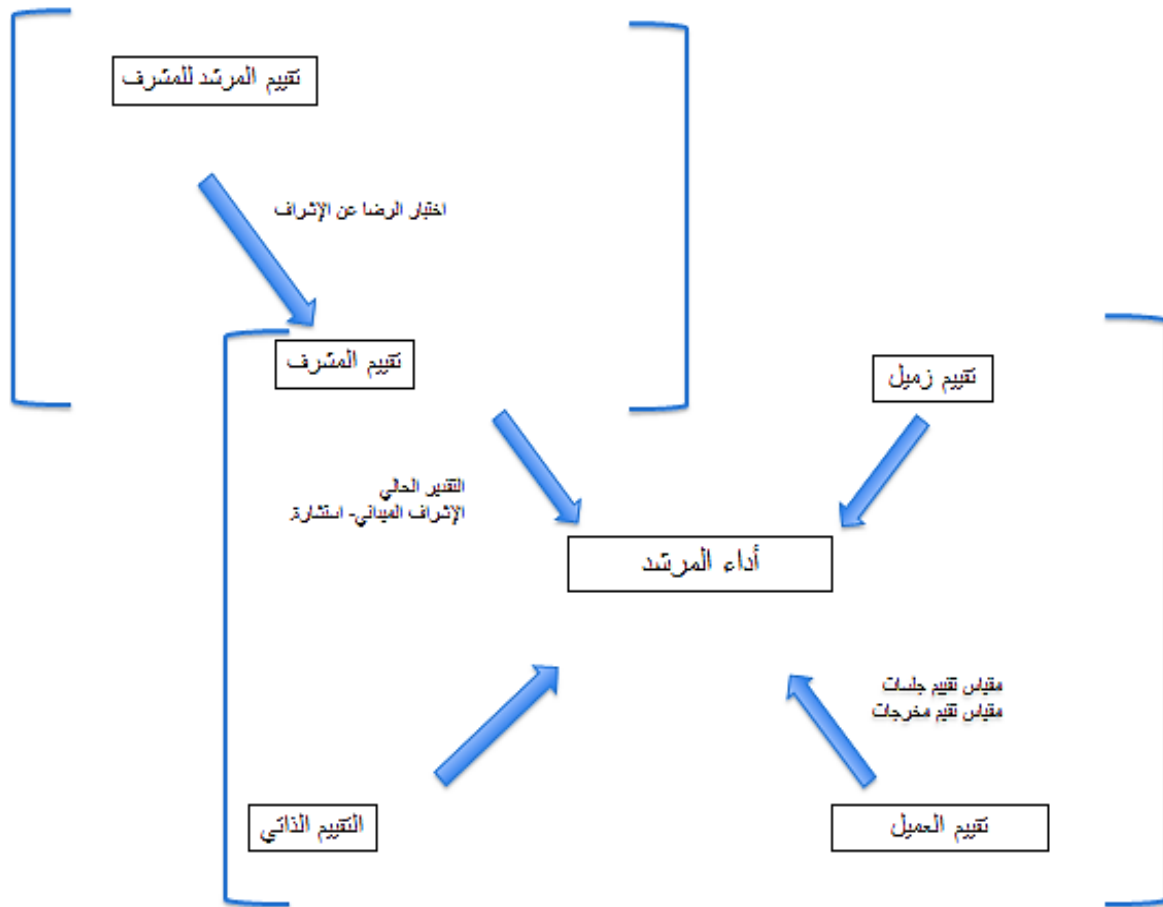 تقييم المرشد للمشرف
اختبار الرضا عن الإشراف
تقييم المشرف
تقييم زميل
التقدير الحالي
الإشراف الميداني- استشارة
أداء المرشد
مقياس تقييم جلسات
مقياس تقيم مخرجات
التقييم الذاتي
تقييم العميل